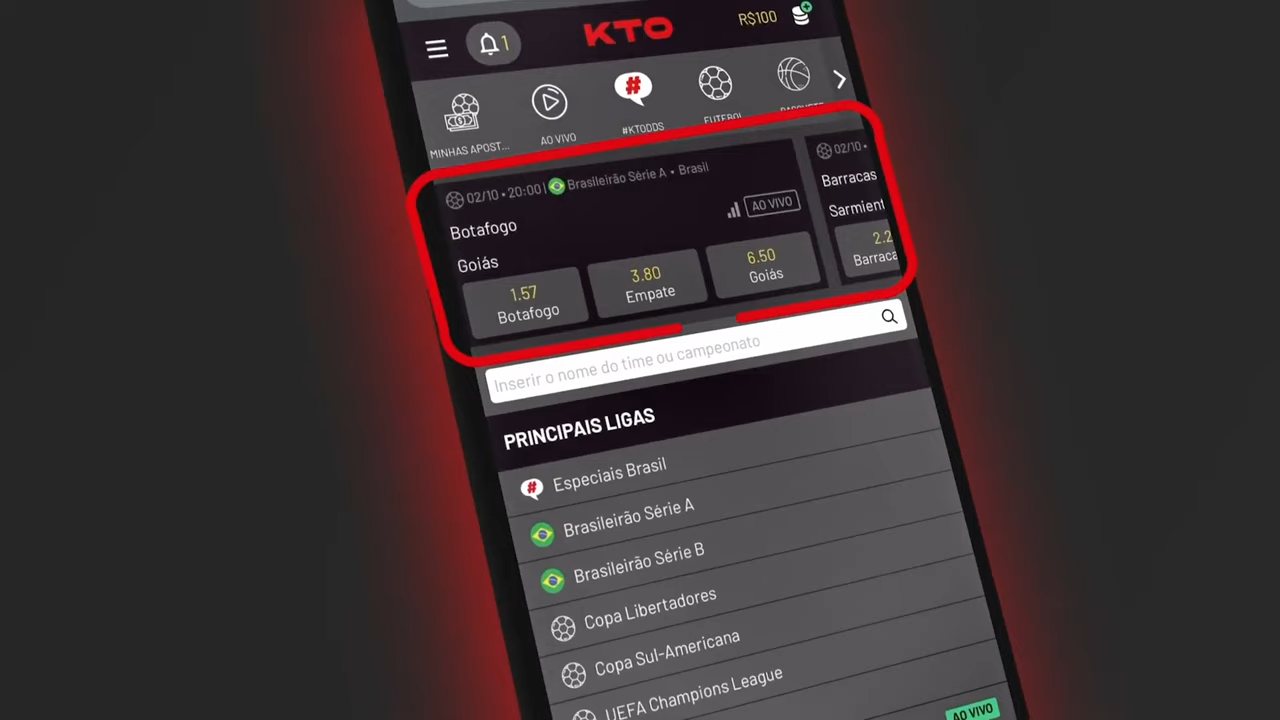 1
KTO
R$100
MINHAS APOST...
AO VIVO
#KTODDS
FUTEBOL
02/10 • 20:00 | Brasileirão Série A • Brasil
Botafogo
AO VIVO
Goiás
1.57
Botafogo
3.80
Empate
6.50
Goiás
02/10 •
Barracas
Sarmient
2.2
Barraca
Inserir o nome do time ou campeonato
PRINCIPAIS LIGAS
# Especiais Brasil
Brasileirão Série A
Brasileirão Série B
Copa Libertadores
Copa Sul-Americana
UEFA Champions League
AO VIVO